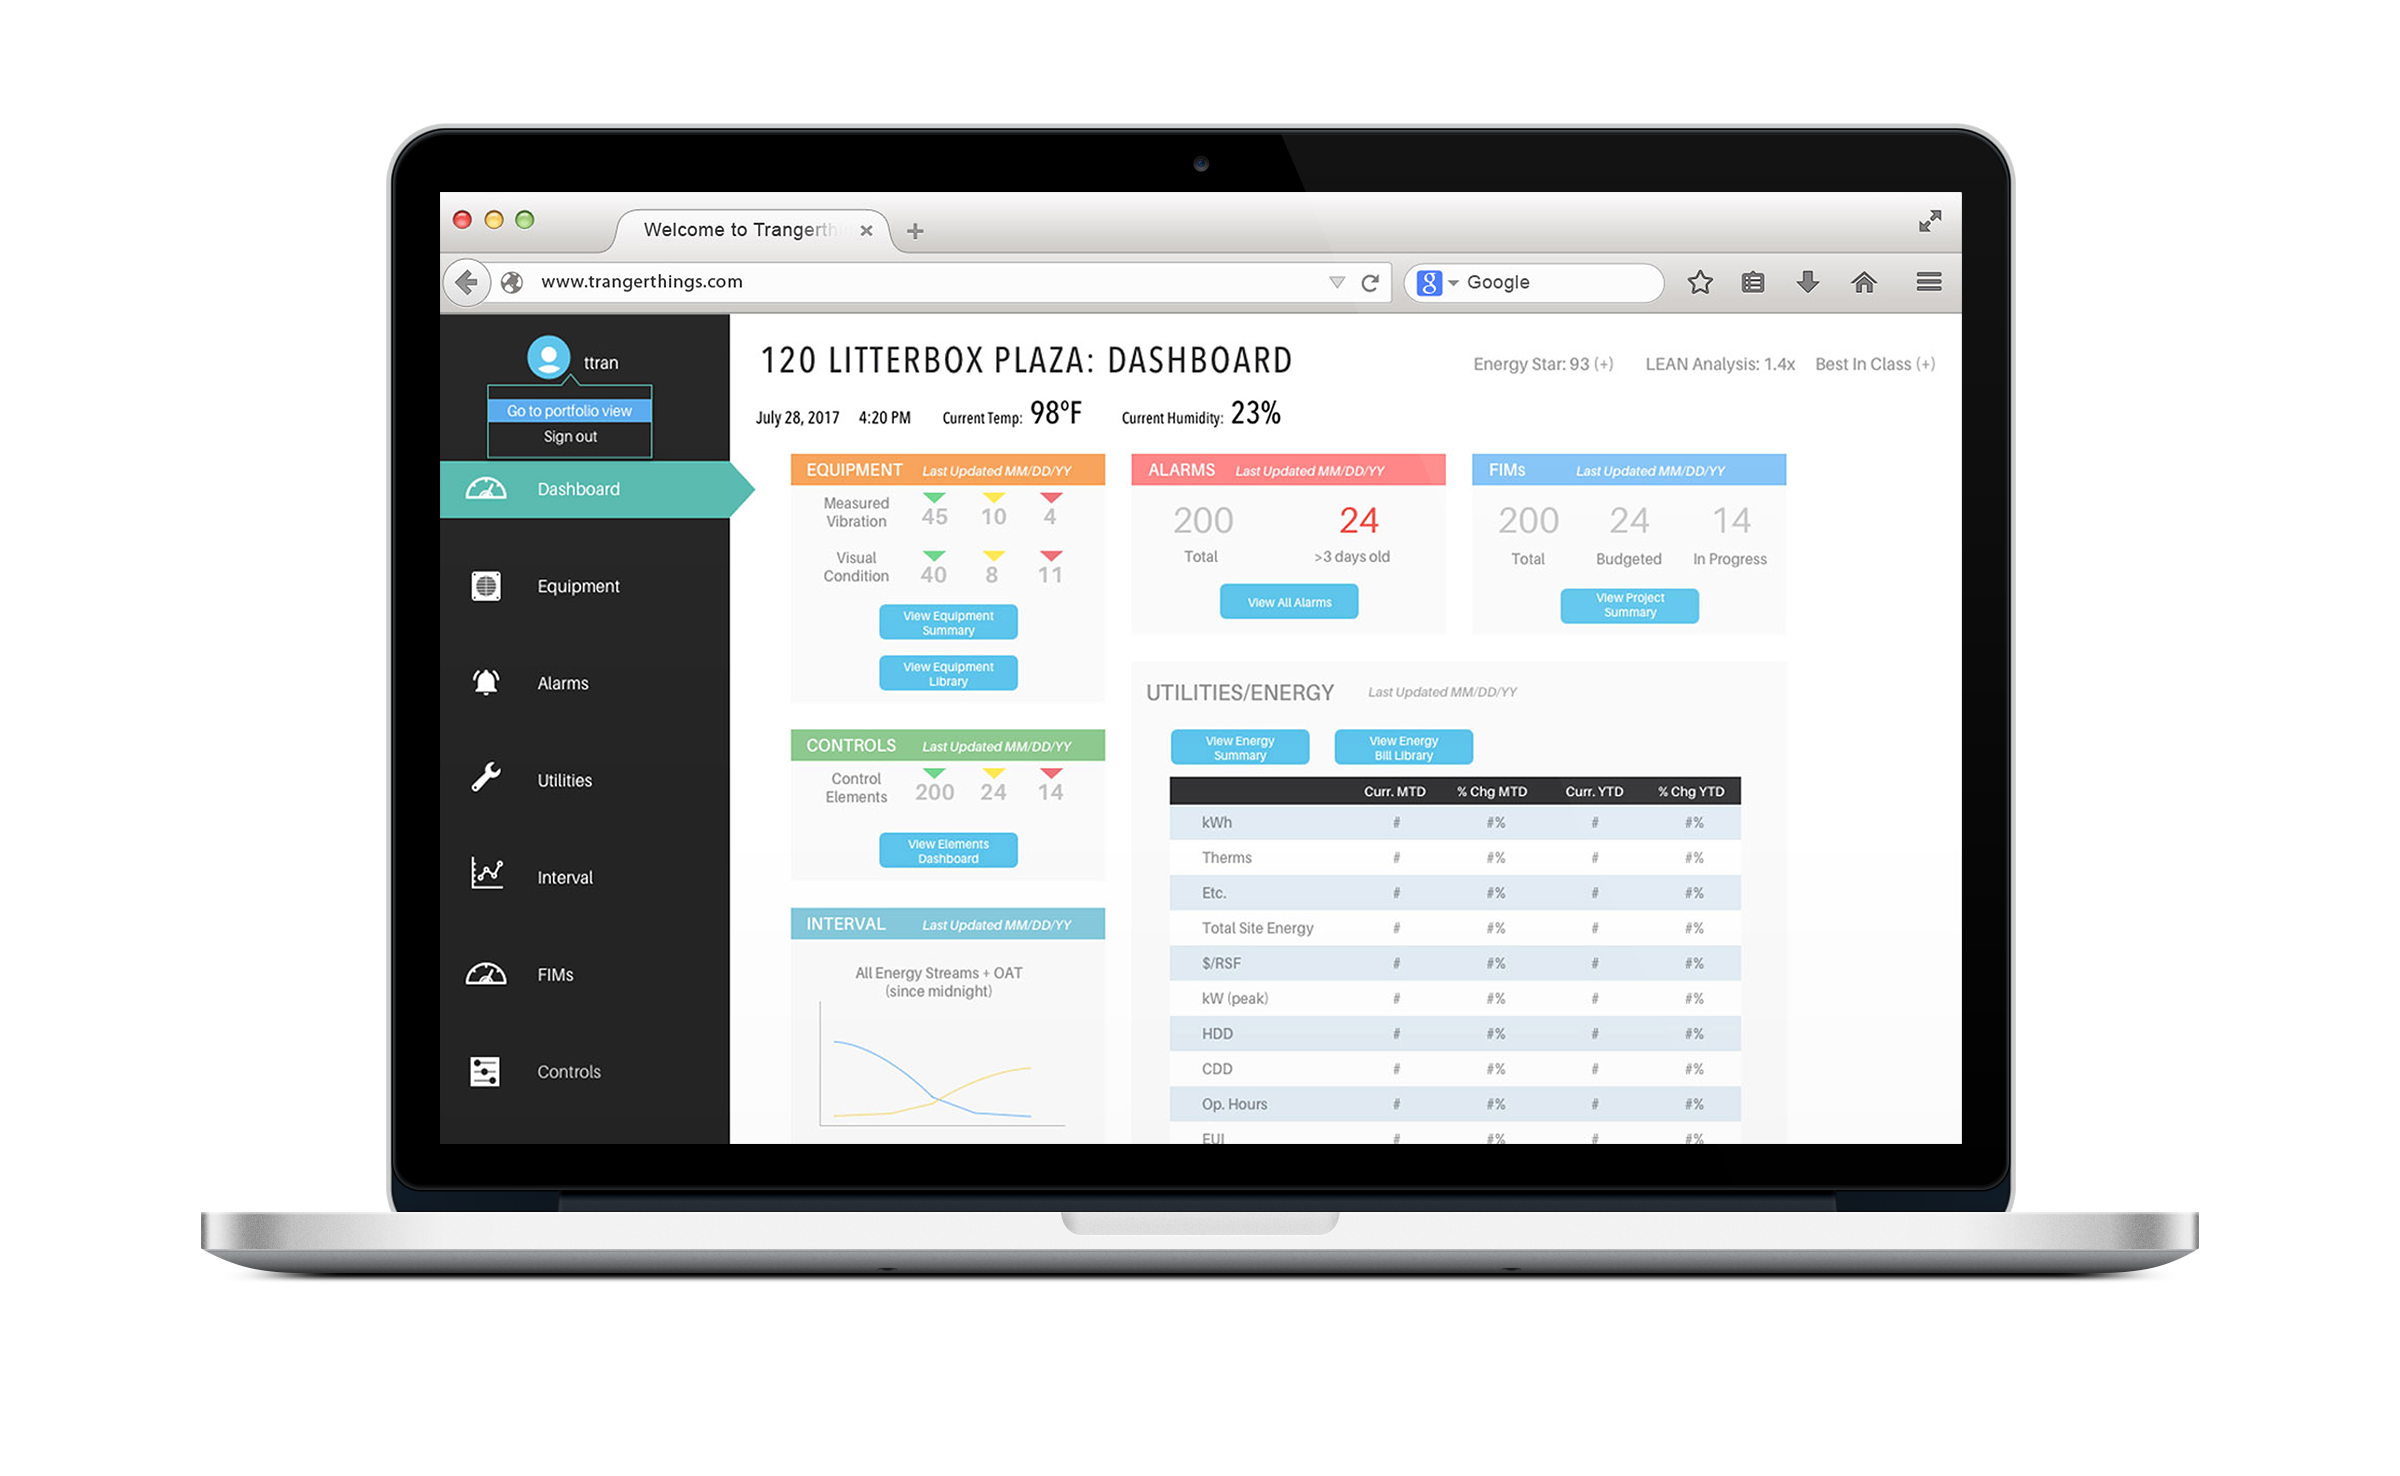 Welcome to Trangerth
www.trangerthings.com
g Google
ttran
Go to portfolio view
Sign out
Dashboard
Equipment
Alarms
Utilities
Interval
FIMs
Controls
120 LITTERBOX PLAZA: DASHBOARD
Energy Star: 93 (+) LEAN Analysis: 1.4x Best In Class (+)
July 28, 2017 4:20 PM Current Temp: 98°F Current Humidity: 23%
EQUIPMENT Last Updated MM/DD/YY
Measured
Vibration 45 10 4
Visual
Condition 40 8 11
View Equipment
Summary
View Equipment
Library
CONTROLS Last Updated MM/DD/YY
Control
Elements 200 24 14
View Elements
Dashboard
INTERVAL Last Updated MM/DD/YY
All Energy Streams + OAT
(since midnight)
ALARMS Last Updated MM/DD/YY
200 24
Total >3 days old
View All Alarms
FIMs Last Updated MM/DD/YY
200 24 14
Total Budgeted In Progress
View Project
Summary
UTILITIES/ENERGY Last Updated MM/DD/YY
View Energy
Summary
View Energy
Bill Library
Curr. MTD % Chg MTD Curr. YTD % Chg YTD
kWh # #% # #%
Therms # #% # #%
Etc. # #% # #%
Total Site Energy # #% # #%
$/RSF # #% # #%
kW (peak) # #% # #%
HDD # #% # #%
CDD # #% # #%
Op. Hours # #% # #%
EUI # #% # #%